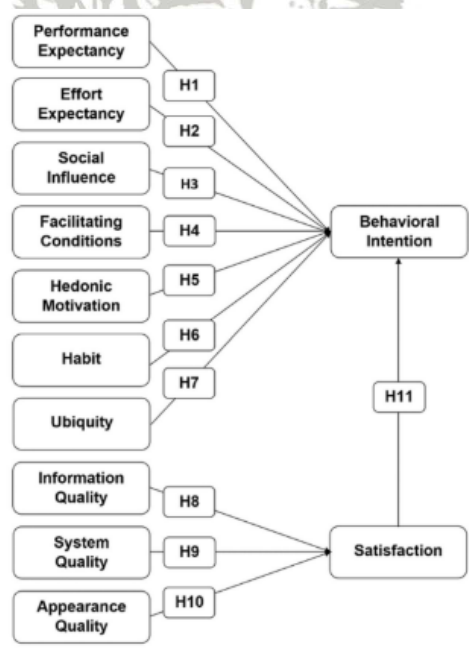 Performance
Expectancy
H1
Effort
Expectancy
H2
Social
Influence
H3
Facilitating
Conditions
H4
Behavioral
Intention
Hedonic
Motivation
H5
Habit
H6
H7
Ubiquity
H11
Information
Quality
H8
System
Quality
H9
Satisfaction
Appearance
Quality
H10